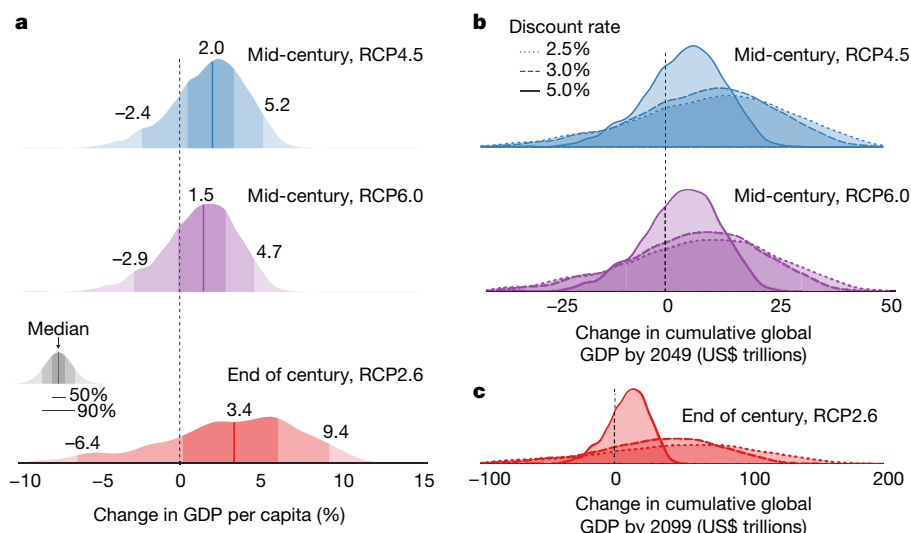 a
Mid-century, RCP4.5
2.0
−2.4
5.2
Mid-century, RCP6.0
1.5
−2.9
4.7
Median
50%
90%
End of century, RCP2.6
3.4
−6.4
9.4
−10
−5
0
5
10
15
Change in GDP per capita (%)
b
Discount rate
2.5%
3.0%
5.0%
Mid-century, RCP4.5
Mid-century, RCP6.0
−25
0
25
50
Change in cumulative global
GDP by 2049 (US$ trillions)
c
End of century, RCP2.6
−100
0
100
200
Change in cumulative global
GDP by 2099 (US$ trillions)